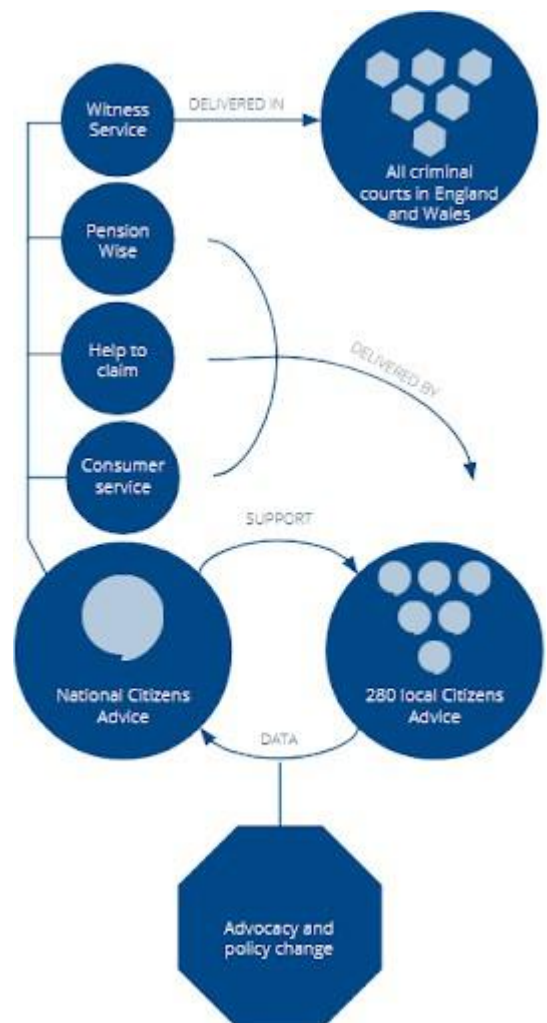 Witness
Service
DELIVERED IN
All criminal
courts in England
and Wales
Pension
Wise
Help to
claim
DELIVERED BY
Consumer
service
SUPPORT
National Citizens
Advice
280 local Citizens
Advice
DATA
Advocacy and
policy change